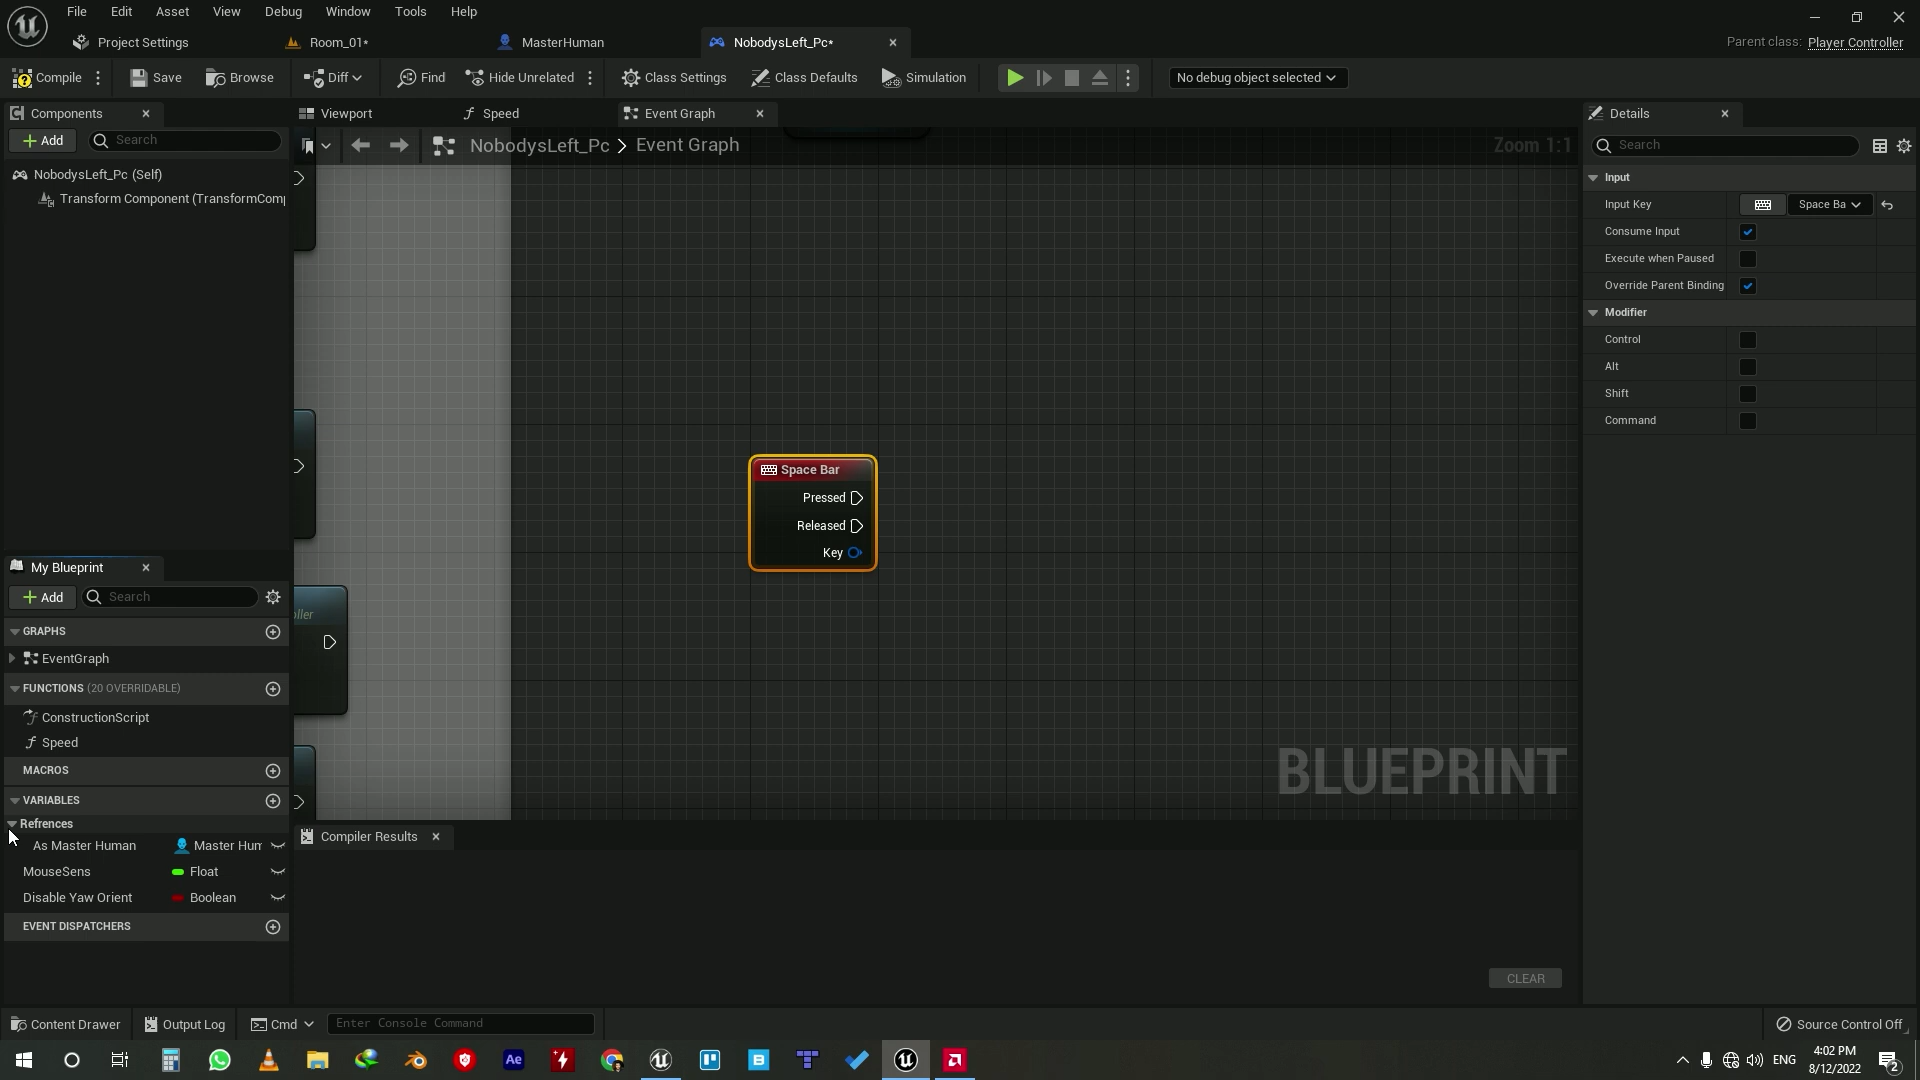 File Edit Asset View Debug Window Tools Help
Project Settings Room_01* MasterHuman NobodysLeft_Pc* Parent class: Player Controller
Compile Save Browse Diff Find Hide Unrelated Class Settings Class Defaults Simulation No debug object selected
Components Viewport Speed Event Graph Details
Add Search NobodysLeft_Pc > Event Graph Zoom 1:1 Search
NobodysLeft_Pc (Self)
Transform Component (TransformComp
Input
Input Key Space Ba
Consume Input
Execute when Paused
Override Parent Binding
Modifier
Control
Alt
Shift
Command
Space Bar
Pressed
Released
Key
My Blueprint
Add Search
GRAPHS
EventGraph
FUNCTIONS (20 OVERRIDABLE)
ConstructionScript
Speed
MACROS
VARIABLES
Refrences
As Master Human Master Hum
MouseSens Float
Disable Yaw Orient Boolean
EVENT DISPATCHERS
oller
BLUEPRINT
Compiler Results
CLEAR
Content Drawer Output Log Cmd Enter Console Command Source Control Off
Ae ENG 4:02 PM
8/12/2022
2